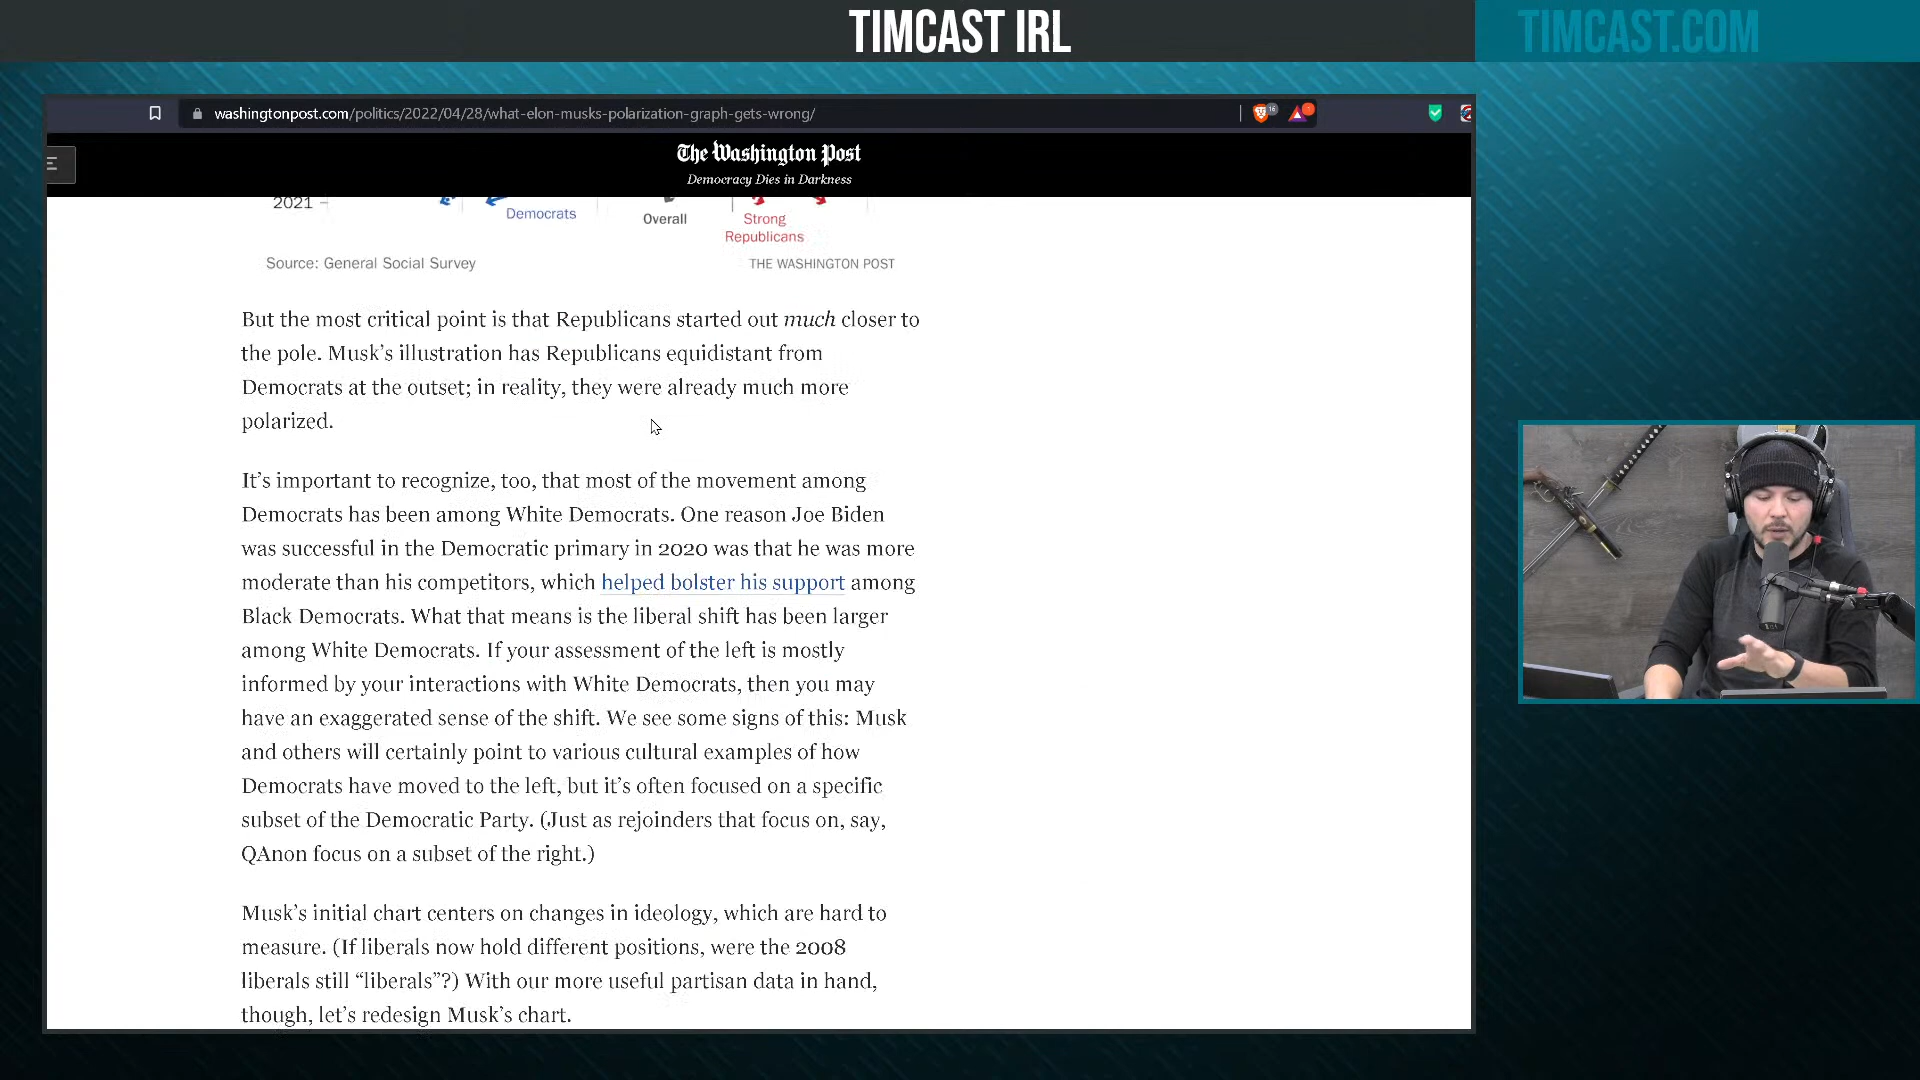 TIMCAST IRL
TIMCAST.COM
washingtonpost.com/politics/2022/04/28/what-elon-musks-polarization-graph-gets-wrong/
The Washington Post
Democracy Dies in Darkness
2021
Democrats
Overall
Strong
Republicans
Source: General Social Survey
THE WASHINGTON POST
But the most critical point is that Republicans started out much closer to
the pole. Musk’s illustration has Republicans equidistant from
Democrats at the outset; in reality, they were already much more
polarized.
It’s important to recognize, too, that most of the movement among
Democrats has been among White Democrats. One reason Joe Biden
was successful in the Democratic primary in 2020 was that he was more
moderate than his competitors, which helped bolster his support among
Black Democrats. What that means is the liberal shift has been larger
among White Democrats. If your assessment of the left is mostly
informed by your interactions with White Democrats, then you may
have an exaggerated sense of the shift. We see some signs of this: Musk
and others will certainly point to various cultural examples of how
Democrats have moved to the left, but it’s often focused on a specific
subset of the Democratic Party. (Just as rejoinders that focus on, say,
QAnon focus on a subset of the right.)
Musk’s initial chart centers on changes in ideology, which are hard to
measure. (If liberals now hold different positions, were the 2008
liberals still “liberals”?) With our more useful partisan data in hand,
though, let’s redesign Musk’s chart.